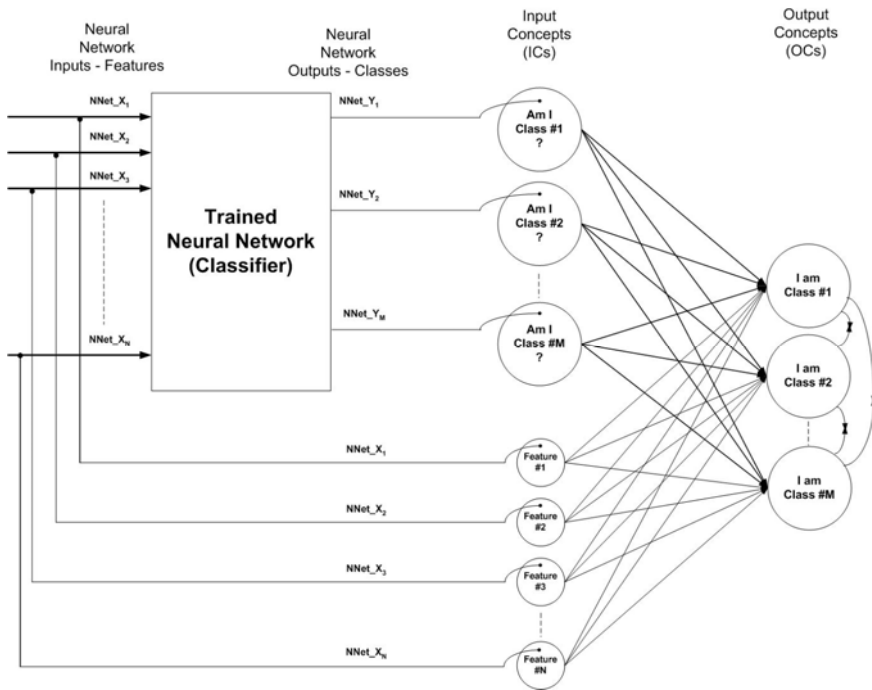 Neural
Network
Inputs - Features
Neural
Network
Outputs - Classes
Input
Concepts
(ICs)
Output
Concepts
(OCs)
NNet_X1
NNet_X2
NNet_X3
NNet_XN
Trained
Neural Network
(Classifier)
NNet_Y1
NNet_Y2
NNet_YM
Am I
Class #1
?
Am I
Class #2
?
Am I
Class #M
?
I am
Class #1
I am
Class #2
I am
Class #M
NNet_X1
Feature
#1
NNet_X2
Feature
#2
NNet_X3
Feature
#3
NNet_XN
Feature
#N